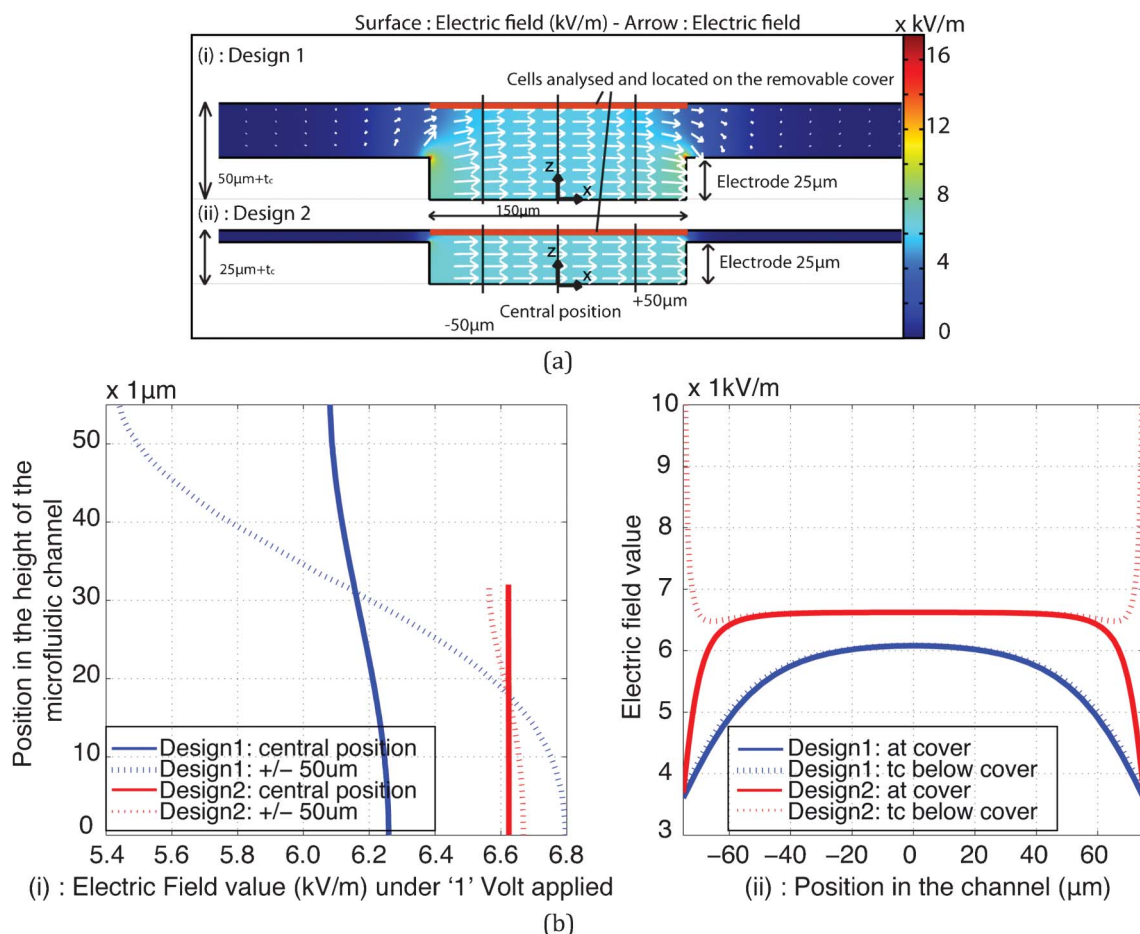 Surface : Electric field (kV/m) - Arrow : Electric field
x kV/m
(i) : Design 1
Cells analysed and located on the removable cover
50µm+tc
z
x
Electrode 25µm
150µm
(ii) : Design 2
25µm+tc
z
x
Electrode 25µm
-50µm
Central position
+50µm
16
12
8
4
0
(a)
x 1µm
Position in the height of the
microfluidic channel
50
40
30
20
10
0
Design1: central position
Design1: +/− 50um
Design2: central position
Design2: +/− 50um
5.4 5.6 5.8 6.0 6.2 6.4 6.6 6.8
(i) : Electric Field value (kV/m) under ‘1’ Volt applied
x 1kV/m
Electric field value
10
9
8
7
6
5
4
3
Design1: at cover
Design1: tc below cover
Design2: at cover
Design2: tc below cover
−60 −40 −20 0 20 40 60
(ii) : Position in the channel (µm)
(b)